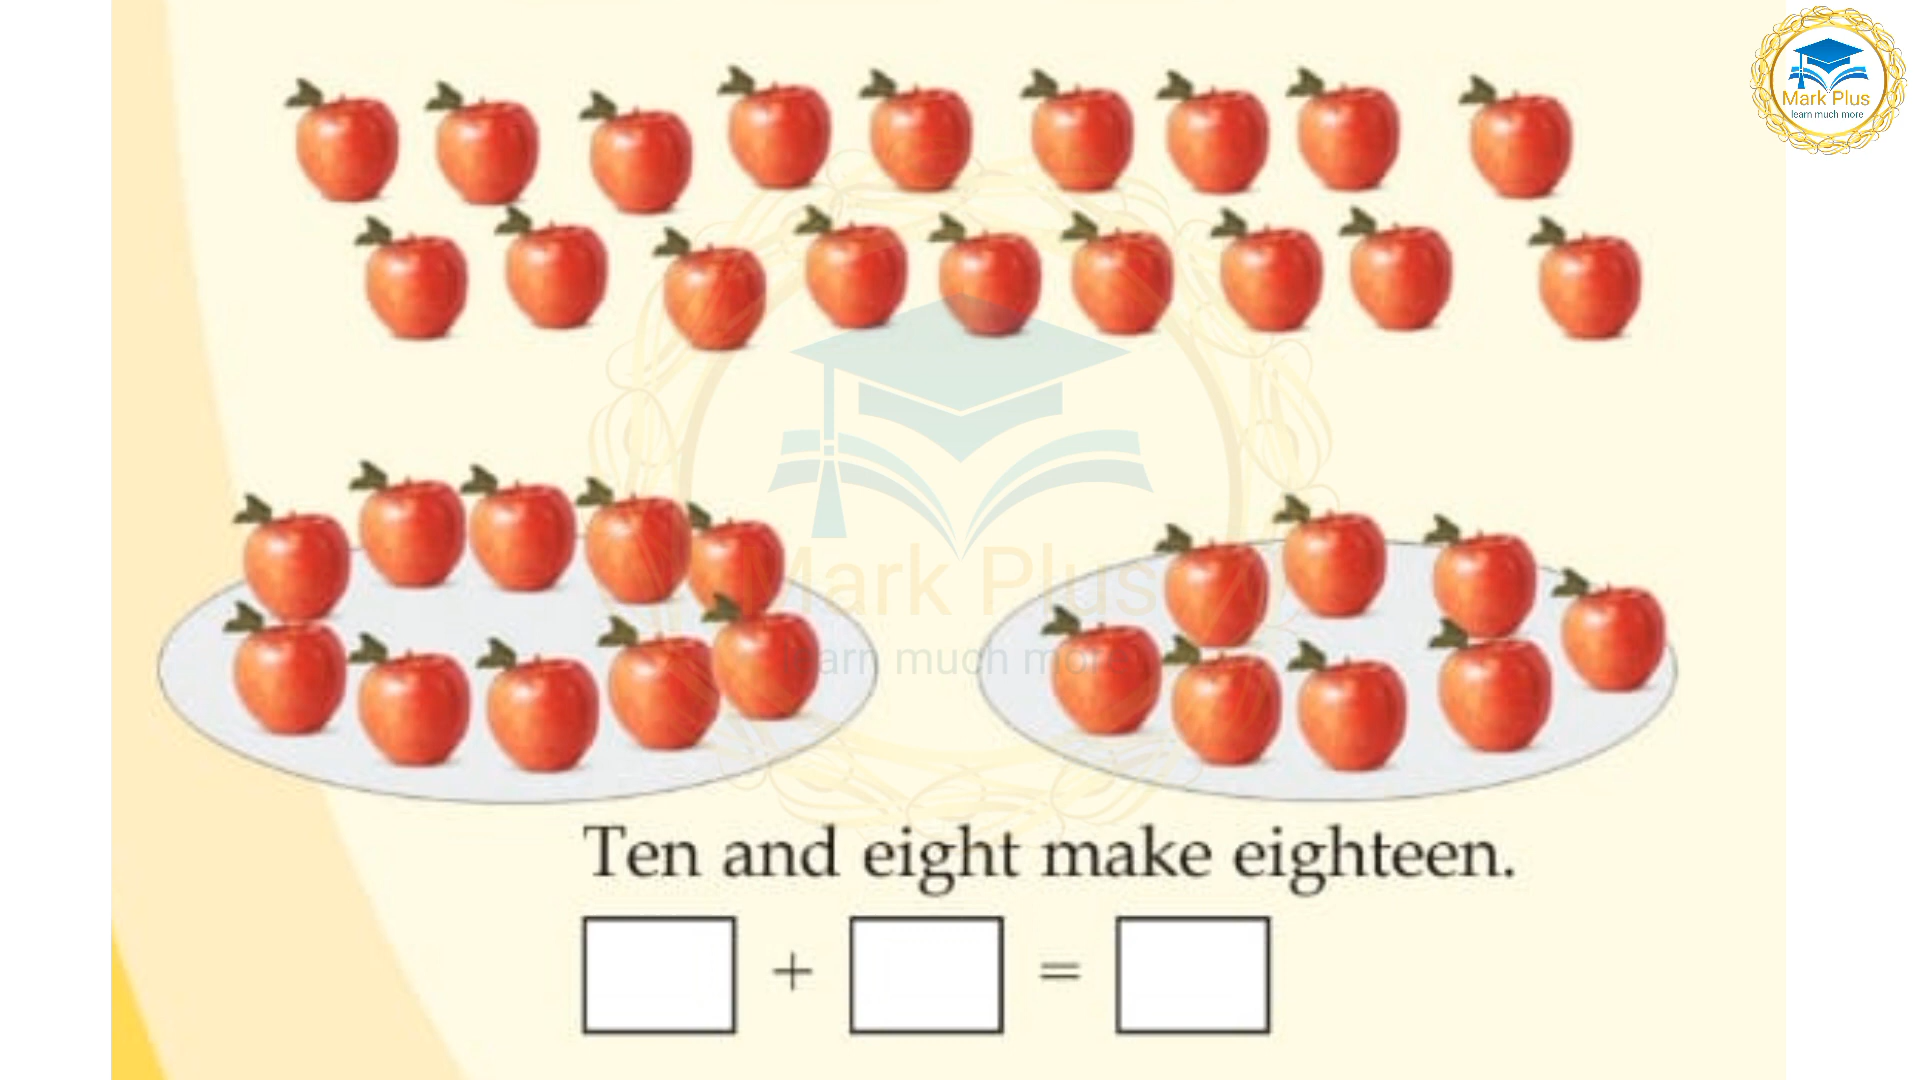 Mark Plus
learn much more
Mark Plus
learn much more
Ten and eight make eighteen.
+ =